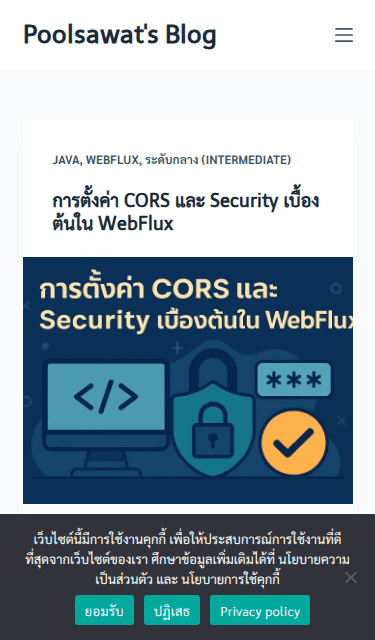 Poolsawat's Blog
JAVA, WEBFLUX, ระดับกลาง (INTERMEDIATE)
การตั้งค่า CORS และ Security เบื้อง
ต้นใน WebFlux
การตั้งค่า CORS และ
Security เบื้องต้นใน WebFlux
</>
***
เว็บไซต์นี้มีการใช้งานคุกกี้ เพื่อให้ประสบการณ์การใช้งานที่ดี
ที่สุดจากเว็บไซต์ของเรา ศึกษาข้อมูลเพิ่มเติมได้ที่ นโยบายความ
เป็นส่วนตัว และ นโยบายการใช้คุกกี้
ยอมรับ ปฏิเสธ Privacy policy